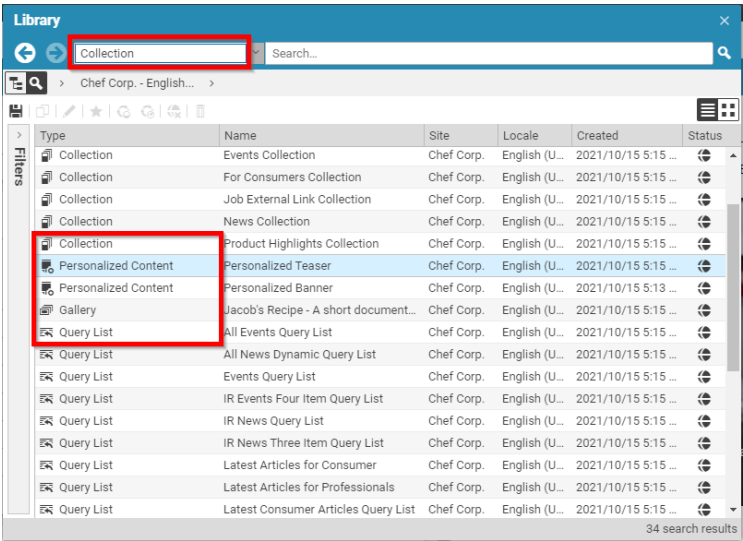 Library
Collection Search...
Chef Corp. - English...
Filters
Type Name Site Locale Created Status
Collection Events Collection Chef Corp. English (U... 2021/10/15 5:15 ...
Collection For Consumers Collection Chef Corp. English (U... 2021/10/15 5:15 ...
Collection Job External Link Collection Chef Corp. English (U... 2021/10/15 5:15 ...
Collection News Collection Chef Corp. English (U... 2021/10/15 5:15 ...
Collection Product Highlights Collection Chef Corp. English (U... 2021/10/15 5:15 ...
Personalized Content Personalized Teaser Chef Corp. English (U... 2021/10/15 5:15 ...
Personalized Content Personalized Banner Chef Corp. English (U... 2021/10/15 5:13 ...
Gallery Jacob's Recipe - A short document... Chef Corp. English (U... 2021/10/15 5:15 ...
Query List All Events Query List Chef Corp. English (U... 2021/10/15 5:15 ...
Query List All News Dynamic Query List Chef Corp. English (U... 2021/10/15 5:15 ...
Query List Events Query List Chef Corp. English (U... 2021/10/15 5:15 ...
Query List IR Events Four Item Query List Chef Corp. English (U... 2021/10/15 5:15 ...
Query List IR News Query List Chef Corp. English (U... 2021/10/15 5:15 ...
Query List IR News Three Item Query List Chef Corp. English (U... 2021/10/15 5:15 ...
Query List Latest Articles for Consumer Chef Corp. English (U... 2021/10/15 5:15 ...
Query List Latest Articles for Professionals Chef Corp. English (U... 2021/10/15 5:15 ...
Query List Latest Consumer Articles Query List Chef Corp. English (U... 2021/10/15 5:15 ...
34 search results